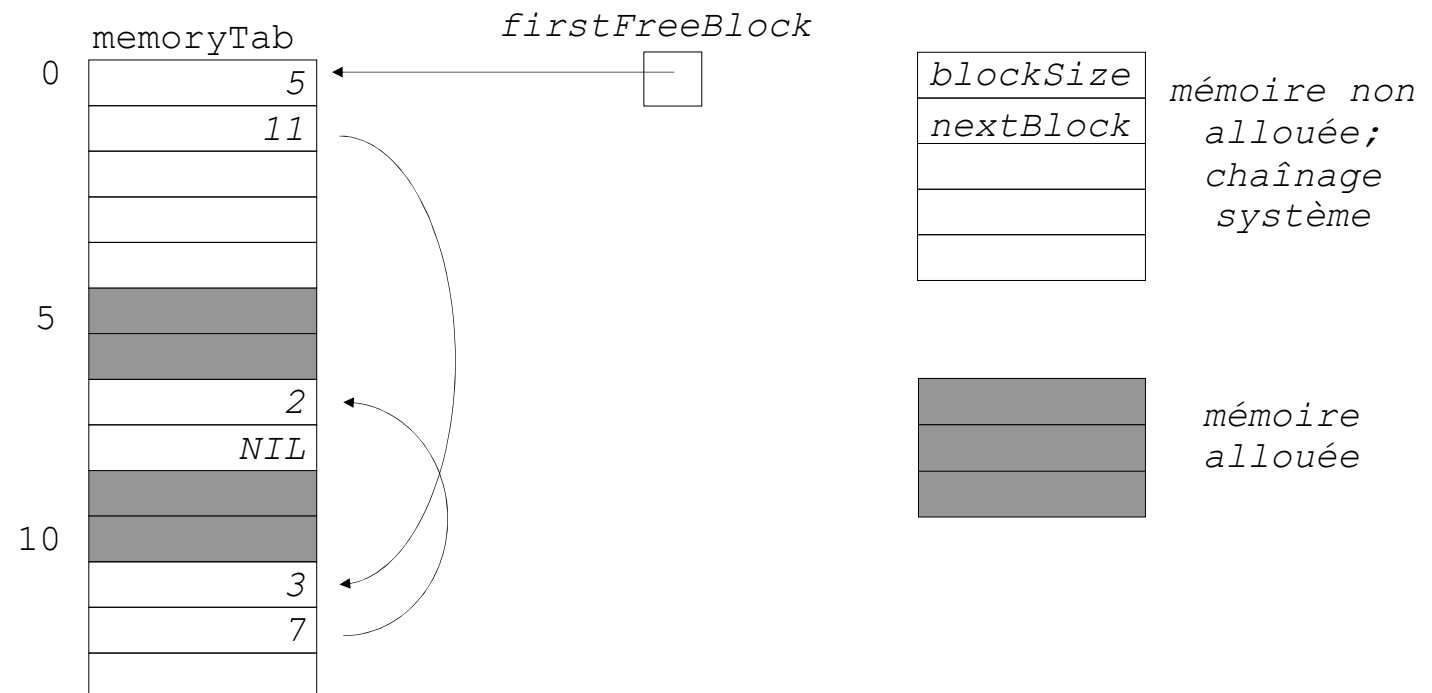 memoryTab
firstFreeBlock
0
5
11
5
2
NIL
10
3
7
blockSize
nextBlock
mémoire non
allouée;
chaînage
système
mémoire
allouée